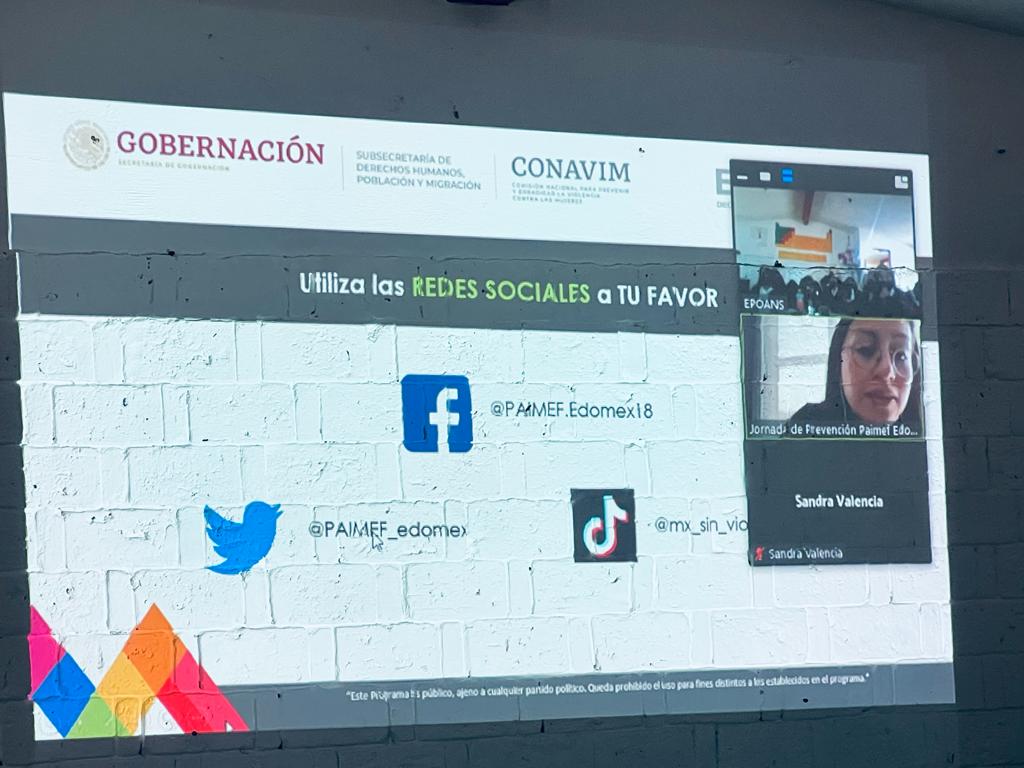 GOBERNACIÓN
SECRETARÍA DE GOBERNACIÓN
SUBSECRETARÍA DE
DERECHOS HUMANOS,
POBLACIÓN Y MIGRACIÓN
CONAVIM
COMISIÓN NACIONAL PARA PREVENIR
Y ERRADICAR LA VIOLENCIA
CONTRA LAS MUJERES
Utiliza las REDES SOCIALES a TU FAVOR
EPOANS
@PAIMEF.Edomex18
Jornada de Prevención Paimef Edo...
@PAIMEF_edomex
@mx_sin_vio
Sandra Valencia
Sandra Valencia
"Este Programa es público, ajeno a cualquier partido político. Queda prohibido el uso para fines distintos a los establecidos en el programa."